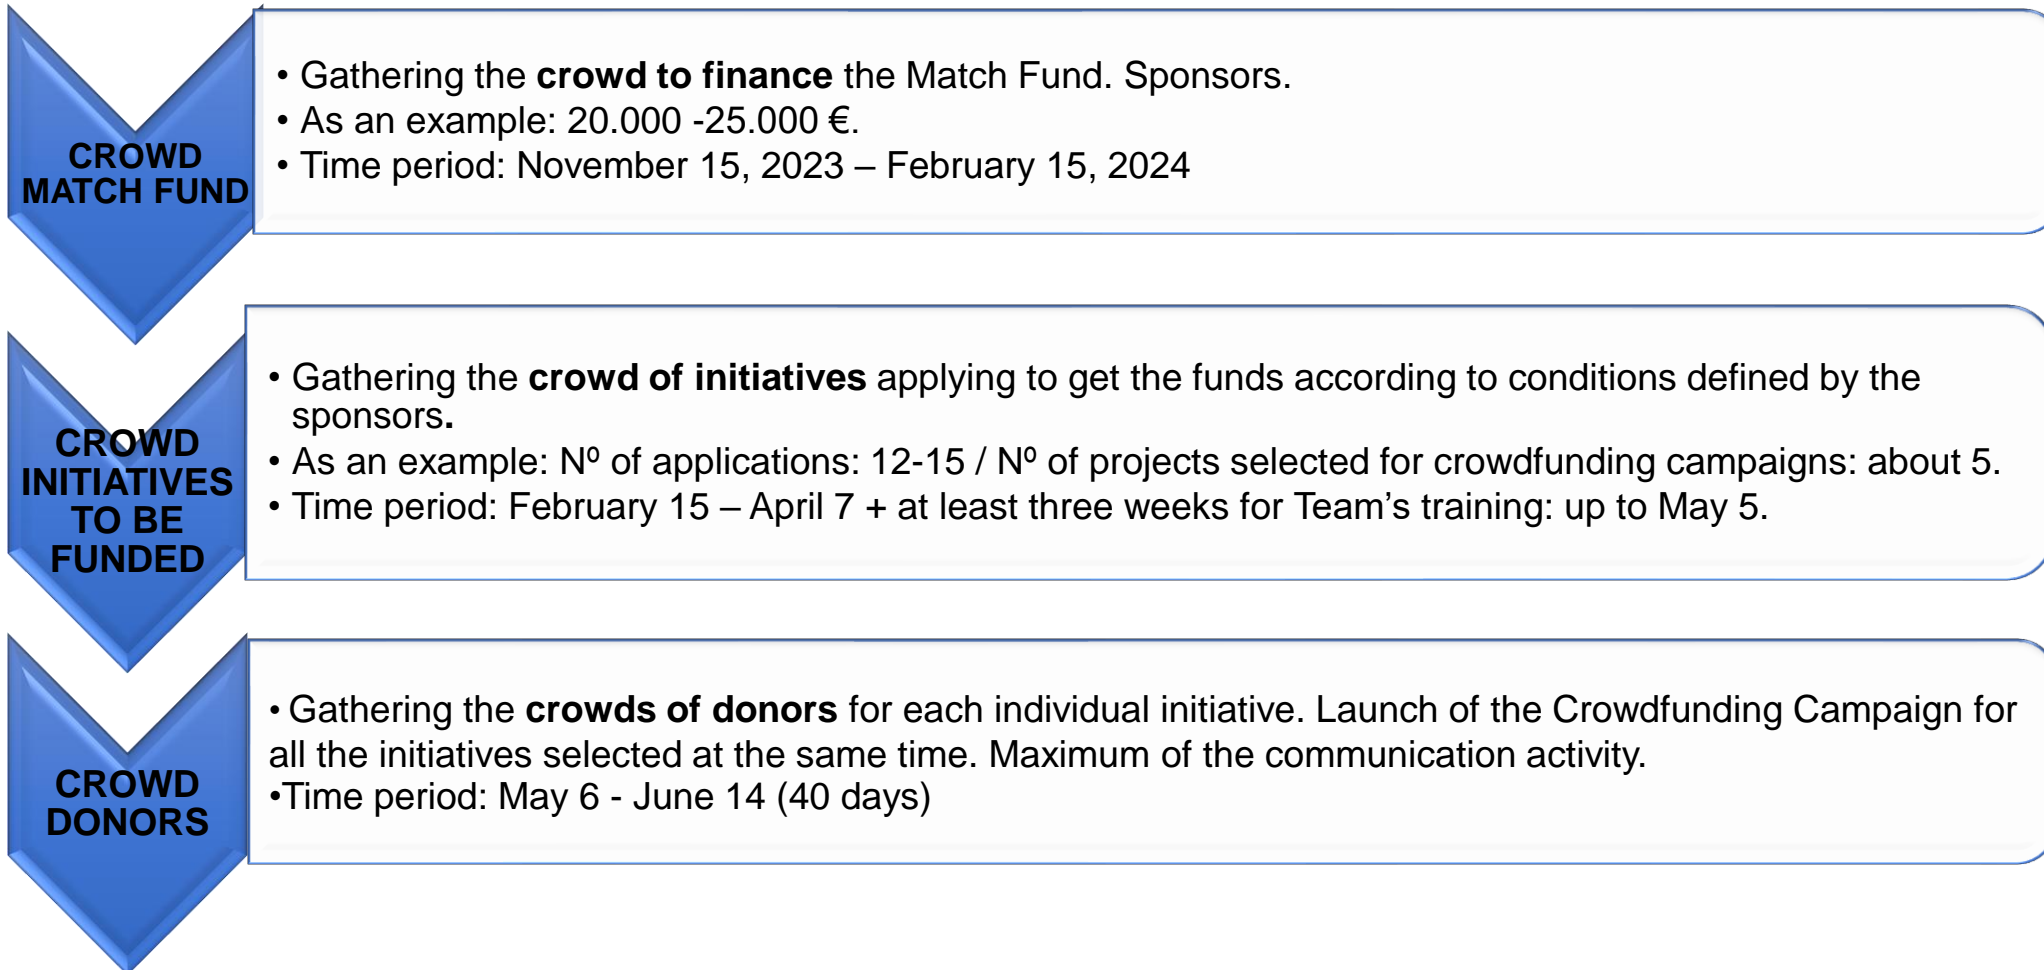 CROWD
MATCH FUND
• Gathering the crowd to finance the Match Fund. Sponsors.
• As an example: 20.000 -25.000 €.
• Time period: November 15, 2023 – February 15, 2024
CROWD
INITIATIVES
TO BE
FUNDED
• Gathering the crowd of initiatives applying to get the funds according to conditions defined by the
sponsors.
• As an example: Nº of applications: 12-15 / Nº of projects selected for crowdfunding campaigns: about 5.
• Time period: February 15 – April 7 + at least three weeks for Team’s training: up to May 5.
CROWD
DONORS
• Gathering the crowds of donors for each individual initiative. Launch of the Crowdfunding Campaign for
all the initiatives selected at the same time. Maximum of the communication activity.
•Time period: May 6 - June 14 (40 days)